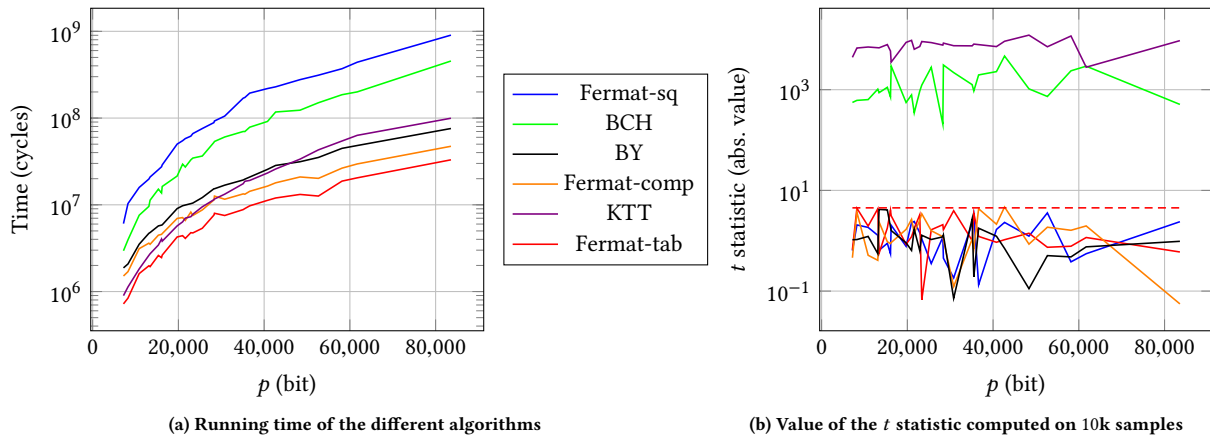 10^9
10^8
10^7
10^6
Time (cycles)
0 20,000 40,000 60,000 80,000
p (bit)
(a) Running time of the different algorithms
Fermat-sq
BCH
BY
Fermat-comp
KTT
Fermat-tab
10^3
10^1
10^−1
t statistic (abs. value)
0 20,000 40,000 60,000 80,000
p (bit)
(b) Value of the t statistic computed on 10k samples